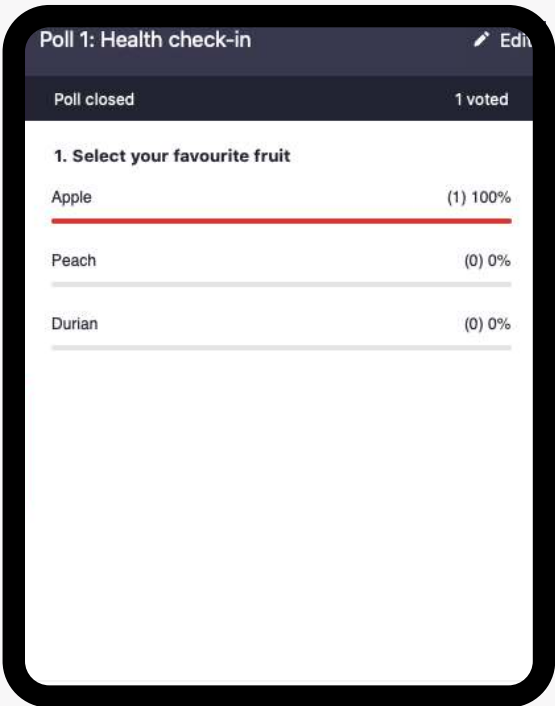 Poll 1: Health check-in Edit
Poll closed 1 voted
1. Select your favourite fruit
Apple (1) 100%
Peach (0) 0%
Durian (0) 0%